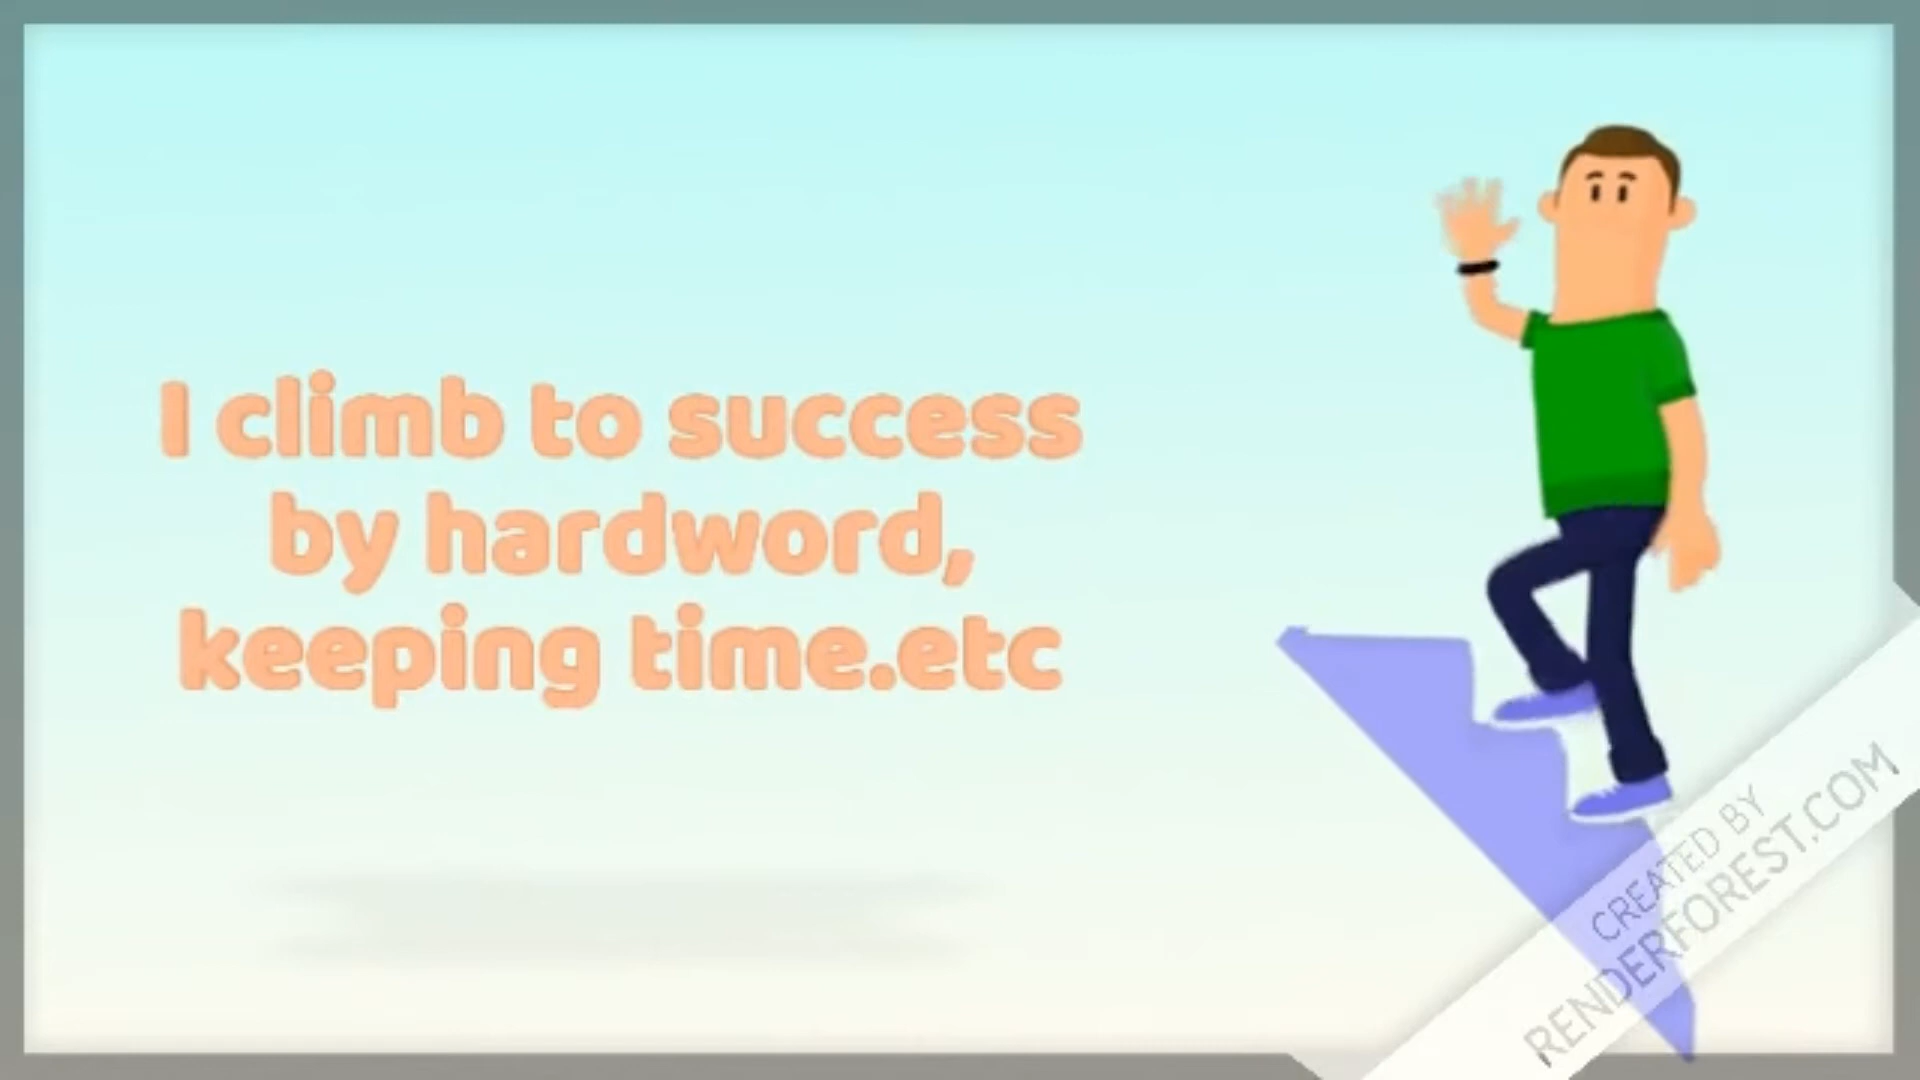 I climb to success
by hardword,
keeping time.etc
CREATED BY
RENDERFOREST.COM